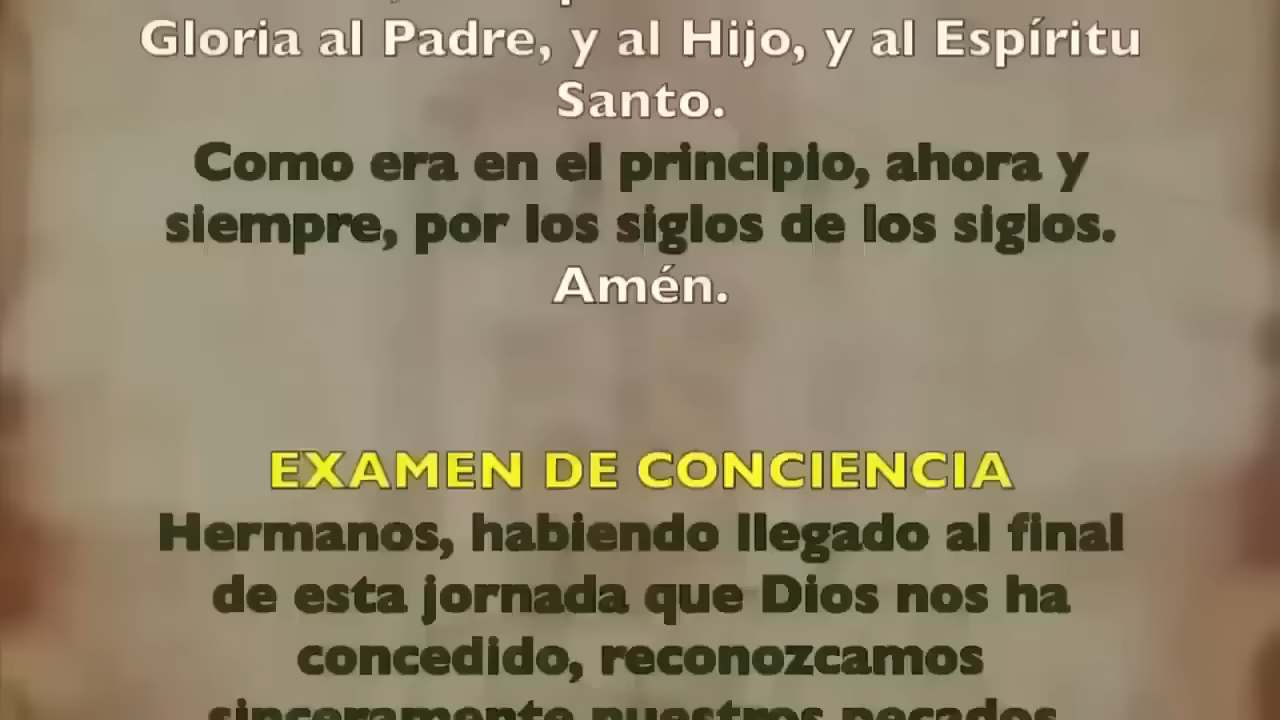 Gloria al Padre, y al Hijo, y al Espíritu
Santo.
Como era en el principio, ahora y
siempre, por los siglos de los siglos.
Amén.
EXAMEN DE CONCIENCIA
Hermanos, habiendo llegado al final
de esta jornada que Dios nos ha
concedido, reconozcamos
sinceramente nuestros pecados.